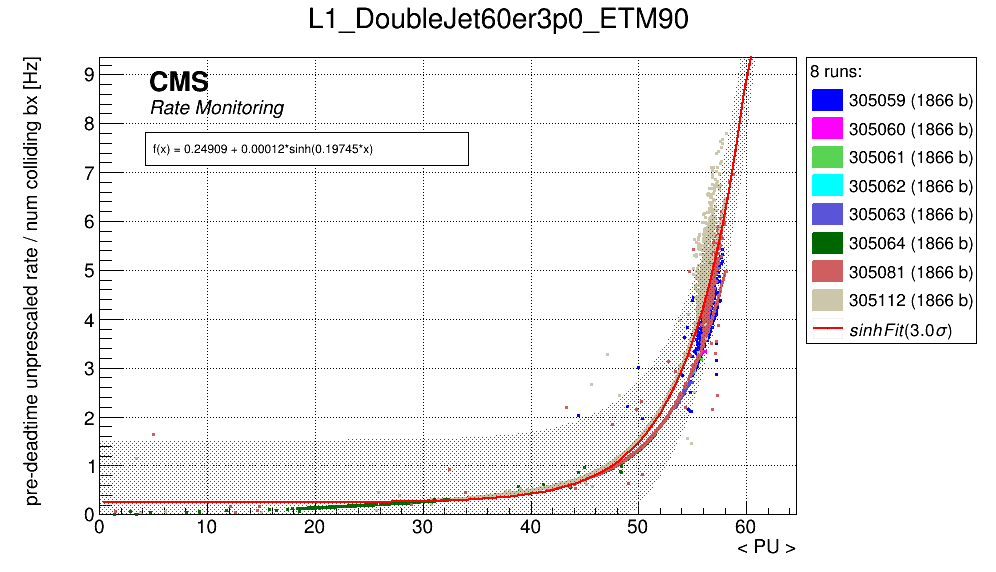 L1_DoubleJet60er3p0_ETM90
pre-deadtime unprescaled rate / num colliding bx [Hz]
CMS
Rate Monitoring
f(x) = 0.24909 + 0.00012*sinh(0.19745*x)
9
8
7
6
5
4
3
2
1
0
0 10 20 30 40 50 60
< PU >
8 runs:
305059 (1866 b)
305060 (1866 b)
305061 (1866 b)
305062 (1866 b)
305063 (1866 b)
305064 (1866 b)
305081 (1866 b)
305112 (1866 b)
sinhFit(3.0σ)